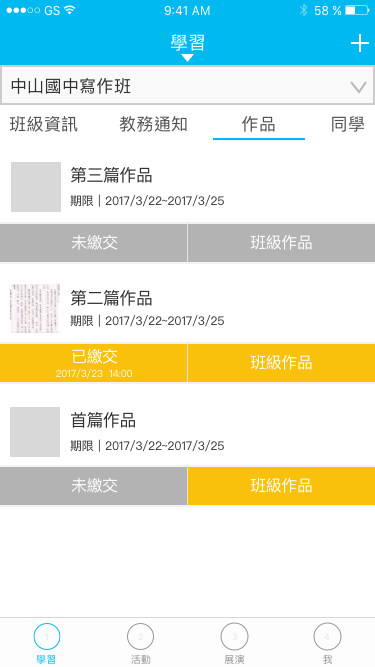 GS 9:41 AM 58 %
學習
中山國中寫作班
班級資訊 教務通知 作品 同學
第三篇作品
期限 | 2017/3/22~2017/3/25
未繳交 班級作品
第二篇作品
期限 | 2017/3/22~2017/3/25
已繳交 班級作品
2017/3/23 14:00
首篇作品
期限 | 2017/3/22~2017/3/25
未繳交 班級作品
1 2 3 4
學習 活動 展演 我